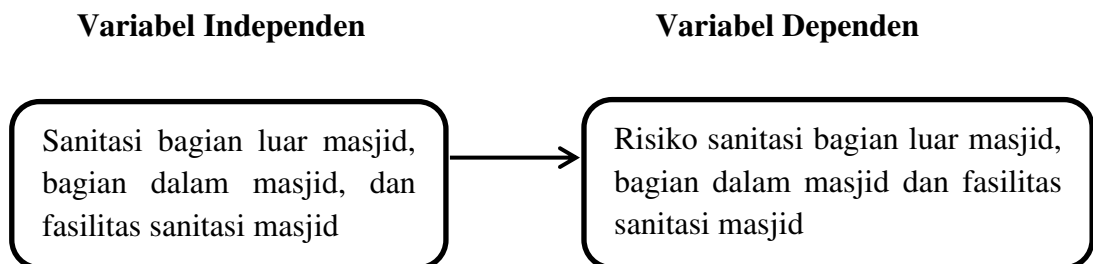 Variabel Independen
Variabel Dependen
Sanitasi bagian luar masjid,
bagian dalam masjid, dan
fasilitas sanitasi masjid
Risiko sanitasi bagian luar masjid,
bagian dalam masjid dan fasilitas
sanitasi masjid